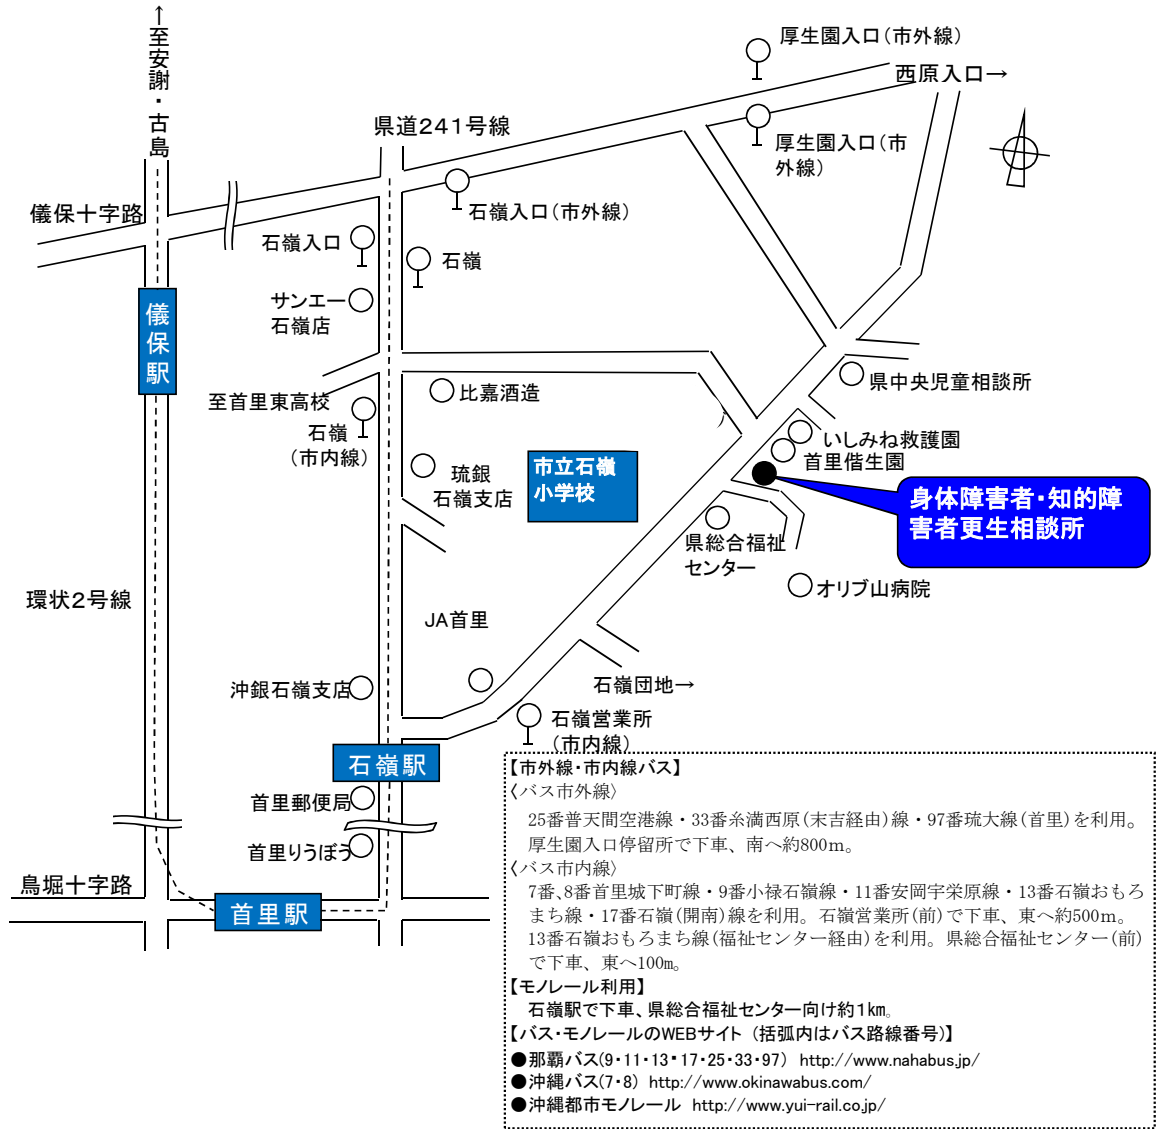 ↑至安謝・古島
厚生園入口(市外線)
西原入口→
県道241号線
厚生園入口(市
外線)
儀保十字路
石嶺入口(市外線)
石嶺入口
石嶺
サンエー
石嶺店
儀保駅
県中央児童相談所
至首里東高校
比嘉酒造
石嶺
(市内線)
いしみね救護園
首里偕生園
琉銀
石嶺支店
市立石嶺
小学校
身体障害者・知的障
害者更生相談所
県総合福祉
センター
オリブ山病院
環状2号線
JA首里
沖銀石嶺支店
石嶺団地→
石嶺営業所
(市内線)
石嶺駅
首里郵便局
首里りうぼう
鳥堀十字路
首里駅
【市外線・市内線バス】
〈バス市外線〉
25番普天間空港線・33番糸満西原(末吉経由)線・97番琉大線(首里)を利用。
厚生園入口停留所で下車、南へ約800m。
〈バス市内線〉
7番、8番首里城下町線・9番小禄石嶺線・11番安岡宇栄原線・13番石嶺おもろ
まち線・17番石嶺(開南)線を利用。石嶺営業所(前)で下車、東へ約500m。
13番石嶺おもろまち線(福祉センター経由)を利用。県総合福祉センター(前)
で下車、東へ100m。
【モノレール利用】
石嶺駅で下車、県総合福祉センター向け約1km。
【バス・モノレールのWEBサイト (括弧内はバス路線番号)】
●那覇バス(9・11・13・17・25・33・97) http://www.nahabus.jp/
●沖縄バス(7・8) http://www.okinawabus.com/
●沖縄都市モノレール http://www.yui-rail.co.jp/